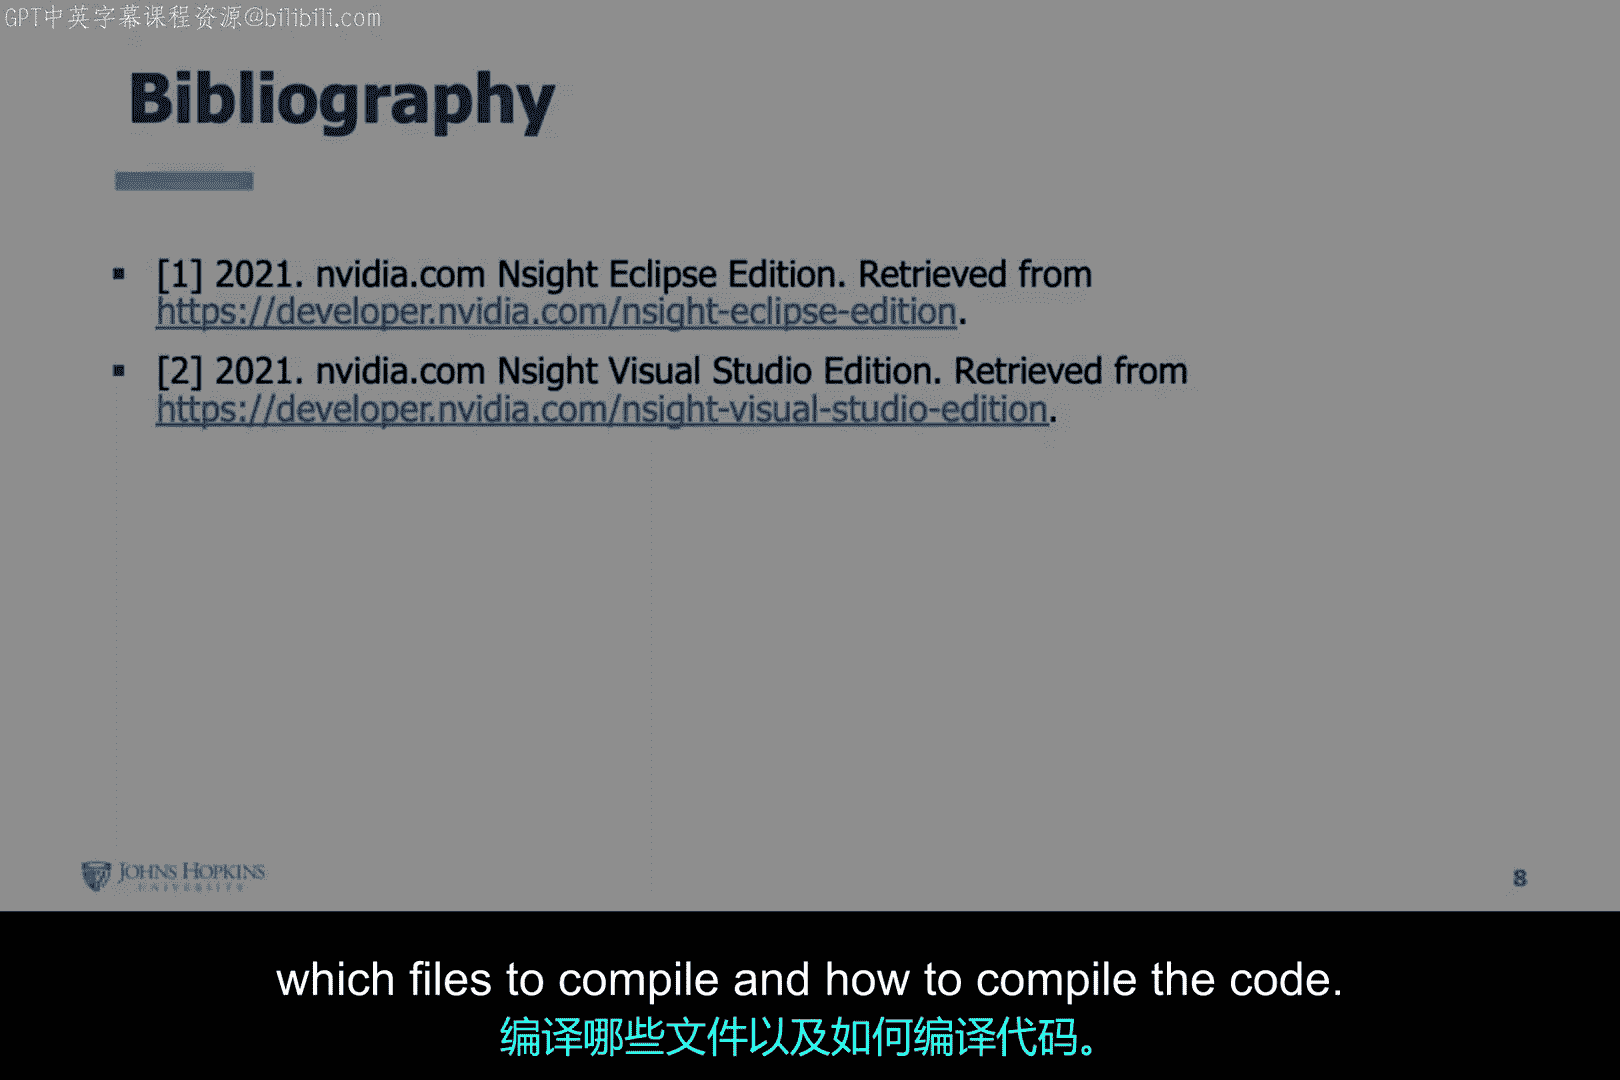 GPT中英字幕课程资源@bilibili.com
Bibliography
▪ [1] 2021. nvidia.com Nsight Eclipse Edition. Retrieved from
https://developer.nvidia.com/nsight-eclipse-edition.
▪ [2] 2021. nvidia.com Nsight Visual Studio Edition. Retrieved from
https://developer.nvidia.com/nsight-visual-studio-edition.
JOHNS HOPKINS
UNIVERSITY
8
which files to compile and how to compile the code.
编译哪些文件以及如何编译代码。